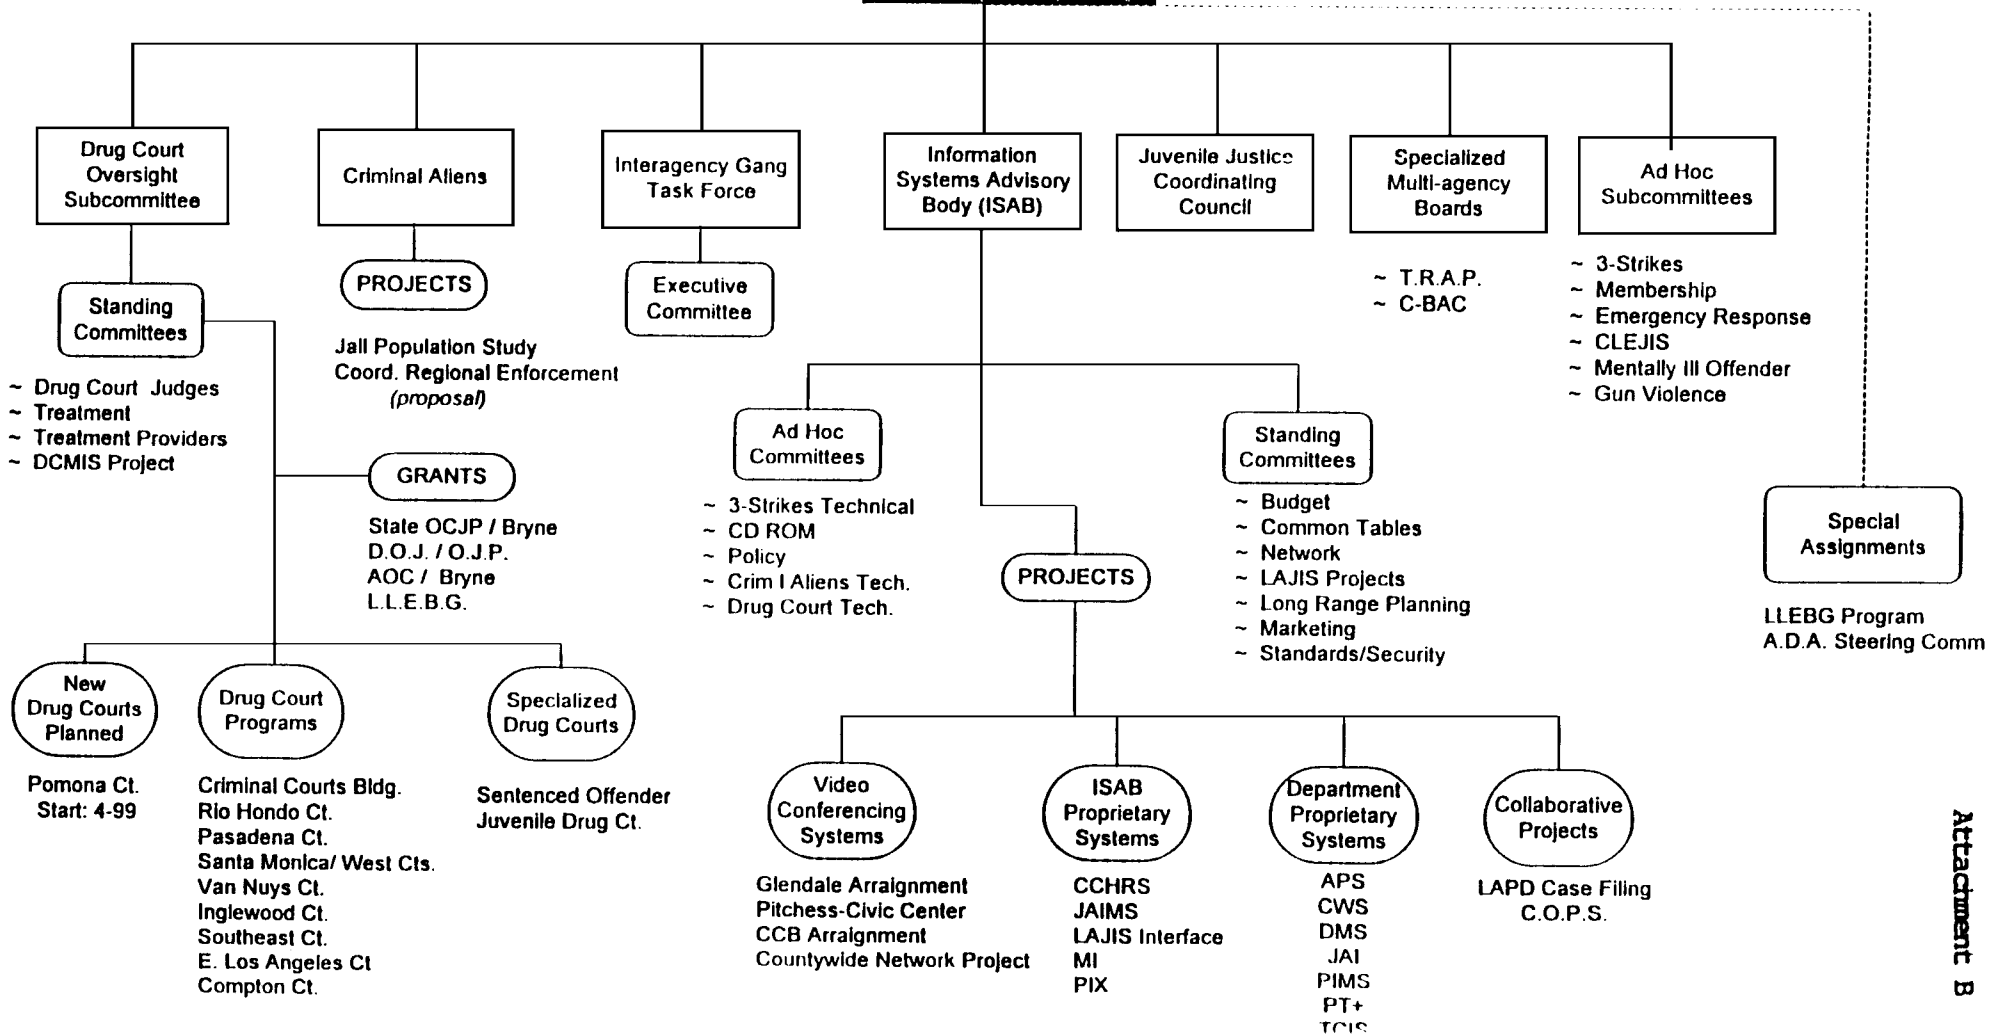 Drug Court
Oversight
Subcommittee
Criminal Aliens
Interagency Gang
Task Force
Information
Systems Advisory
Body (ISAB)
Juvenile Justice
Coordinating
Council
Specialized
Multi-agency
Boards
Ad Hoc
Subcommittees
Standing
Committees
~ Drug Court Judges
~ Treatment
~ Treatment Providers
~ DCMIS Project
PROJECTS
Jail Population Study
Coord. Regional Enforcement
(proposal)
Executive
Committee
~ T.R.A.P.
~ C-BAC
~ 3-Strikes
~ Membership
~ Emergency Response
~ CLEJIS
~ Mentally Ill Offender
~ Gun Violence
GRANTS
State OCJP / Bryne
D.O.J. / O.J.P.
AOC / Bryne
L.L.E.B.G.
Ad Hoc
Committees
~ 3-Strikes Technical
~ CD ROM
~ Policy
~ Crim l Aliens Tech.
~ Drug Court Tech.
PROJECTS
Standing
Committees
~ Budget
~ Common Tables
~ Network
~ LAJIS Projects
~ Long Range Planning
~ Marketing
~ Standards/Security
Special
Assignments
LLEBG Program
A.D.A. Steering Comm
New
Drug Courts
Planned
Pomona Ct.
Start: 4-99
Drug Court
Programs
Criminal Courts Bldg.
Rio Hondo Ct.
Pasadena Ct.
Santa Monica/ West Cts.
Van Nuys Ct.
Inglewood Ct.
Southeast Ct.
E. Los Angeles Ct
Compton Ct.
Specialized
Drug Courts
Sentenced Offender
Juvenile Drug Ct.
Video
Conferencing
Systems
Glendale Arraignment
Pitchess-Civic Center
CCB Arraignment
Countywide Network Project
ISAB
Proprietary
Systems
CCHRS
JAIMS
LAJIS Interface
MI
PIX
Department
Proprietary
Systems
APS
CWS
DMS
JAI
PIMS
PT+
TCIS
Collaborative
Projects
LAPD Case Filing
C.O.P.S.
Attachment B